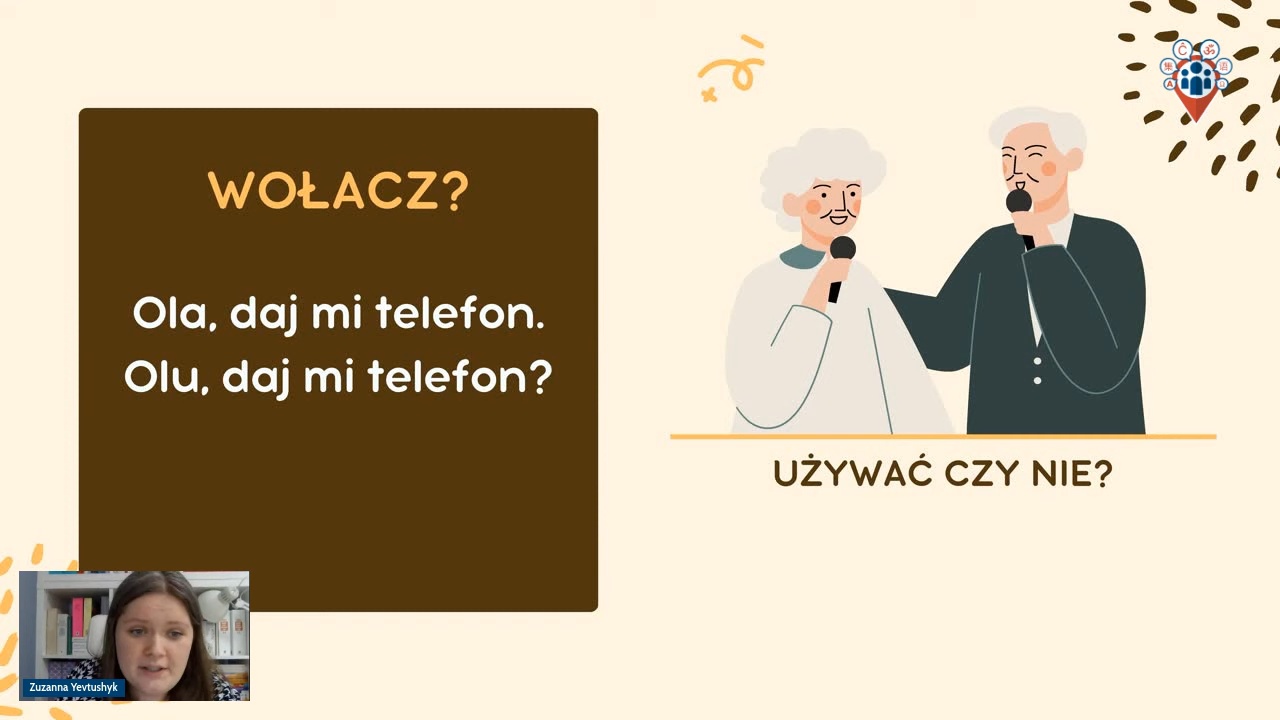 WOŁACZ?
Ola, daj mi telefon.
Olu, daj mi telefon?
UŻYWAĆ CZY NIE?
Zuzanna Yevtushyk